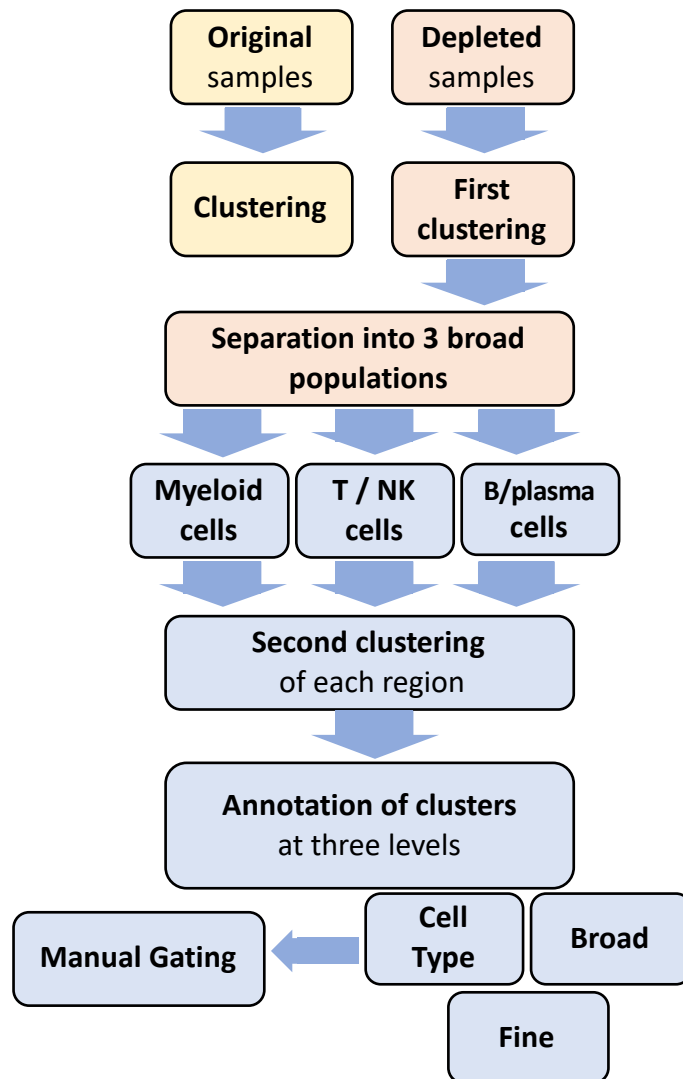 Original
samples
Depleted
samples
Clustering
First
clustering
Separation into 3 broad
populations
Myeloid
cells
T / NK
cells
B/plasma
cells
Second clustering
of each region
Annotation of clusters
at three levels
Manual Gating
Cell
Type
Broad
Fine